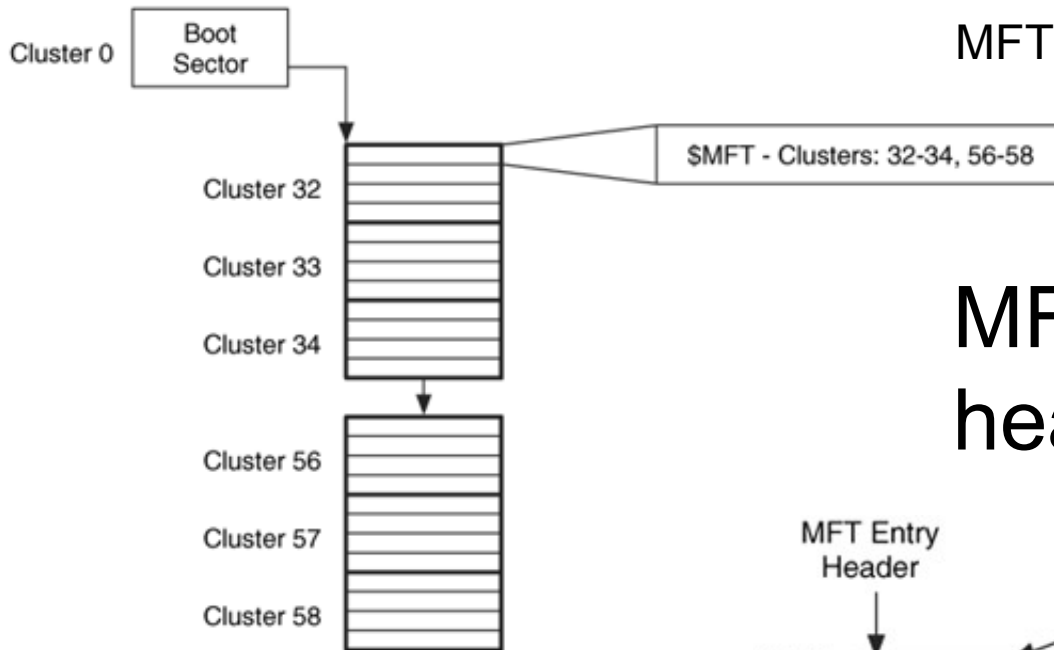 Cluster 0
Boot
Sector
MFT
$MFT - Clusters: 32-34, 56-58
Cluster 32
Cluster 33
Cluster 34
Cluster 56
Cluster 57
Cluster 58
MFT Entry
Header